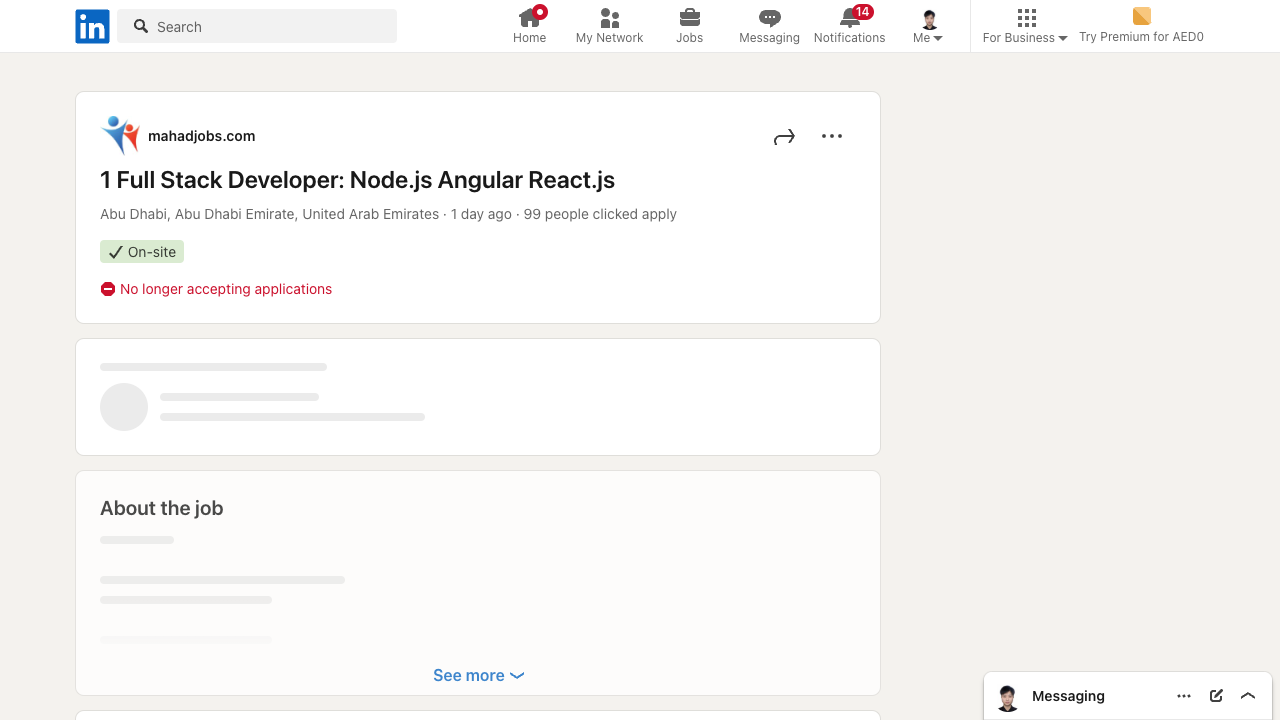 in
Search
Home
My Network
Jobs
Messaging
14
Notifications
Me
For Business
Try Premium for AED0
mahadjobs.com
1 Full Stack Developer: Node.js Angular React.js
Abu Dhabi, Abu Dhabi Emirate, United Arab Emirates · 1 day ago · 99 people clicked apply
On-site
No longer accepting applications
About the job
See more
Messaging